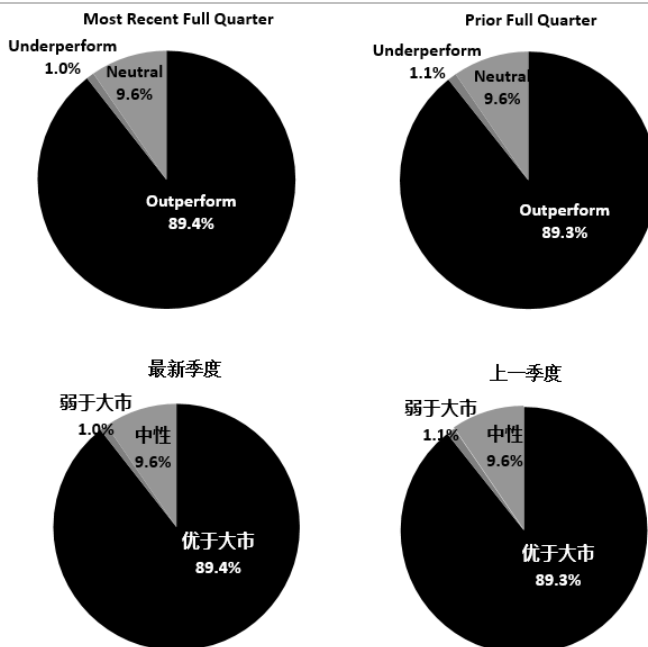 Most Recent Full Quarter
Underperform
1.0%
Neutral
9.6%
Outperform
89.4%
Prior Full Quarter
Underperform
1.1%
Neutral
9.6%
Outperform
89.3%
最新季度
弱于大市
1.0%
中性
9.6%
优于大市
89.4%
上一季度
弱于大市
1.1%
中性
9.6%
优于大市
89.3%